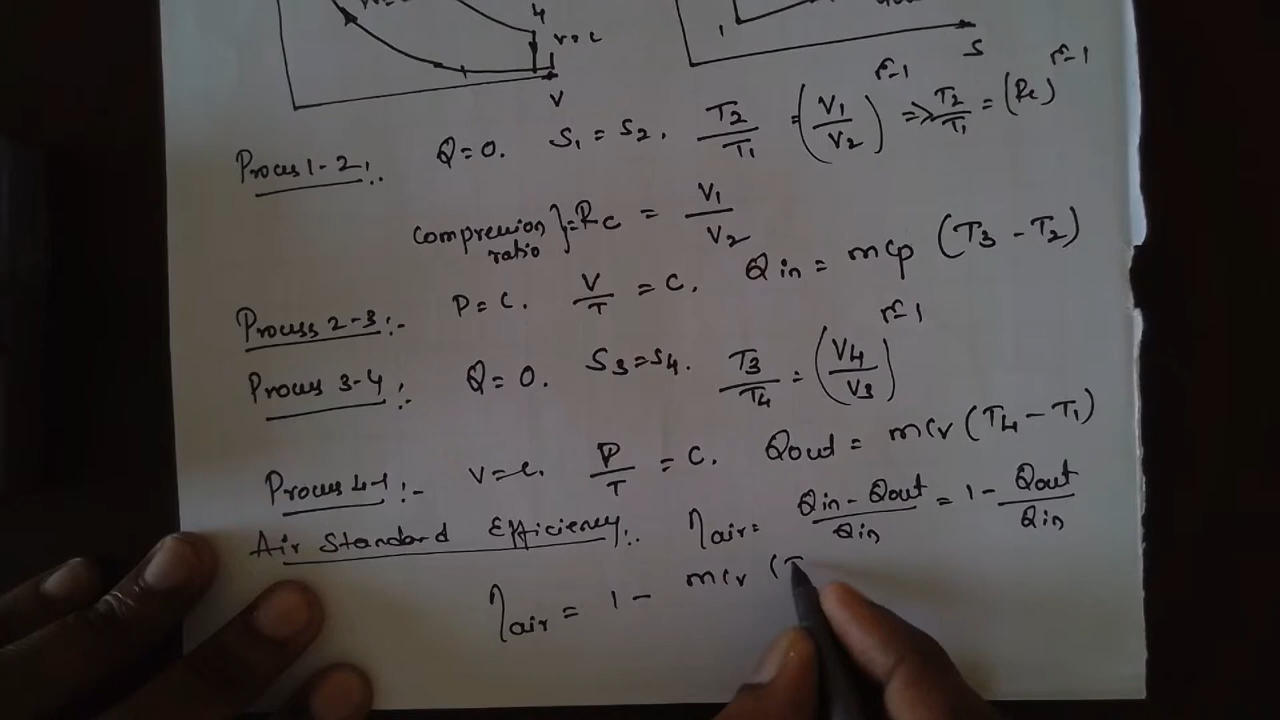 4
V=C
V
1
S
Process 1-2:. Q=0. S1 = S2. T2/T1 = (V1/V2)^r-1 => T2/T1 = (Rc)^r-1
compression ratio } = Rc = V1/V2
Process 2-3:- P=C. V/T = C. Qin = mcp (T3 - T2)
Process 3-4:. Q=0. S3=S4. T3/T4 = (V4/V3)^r-1
Process 4-1:- V=C. P/T = C. Qout = mcv (T4 - T1)
Air Standard Efficiency:. ηair = Qin - Qout/Qin = 1 - Qout/Qin
ηair = 1 - mcv (T